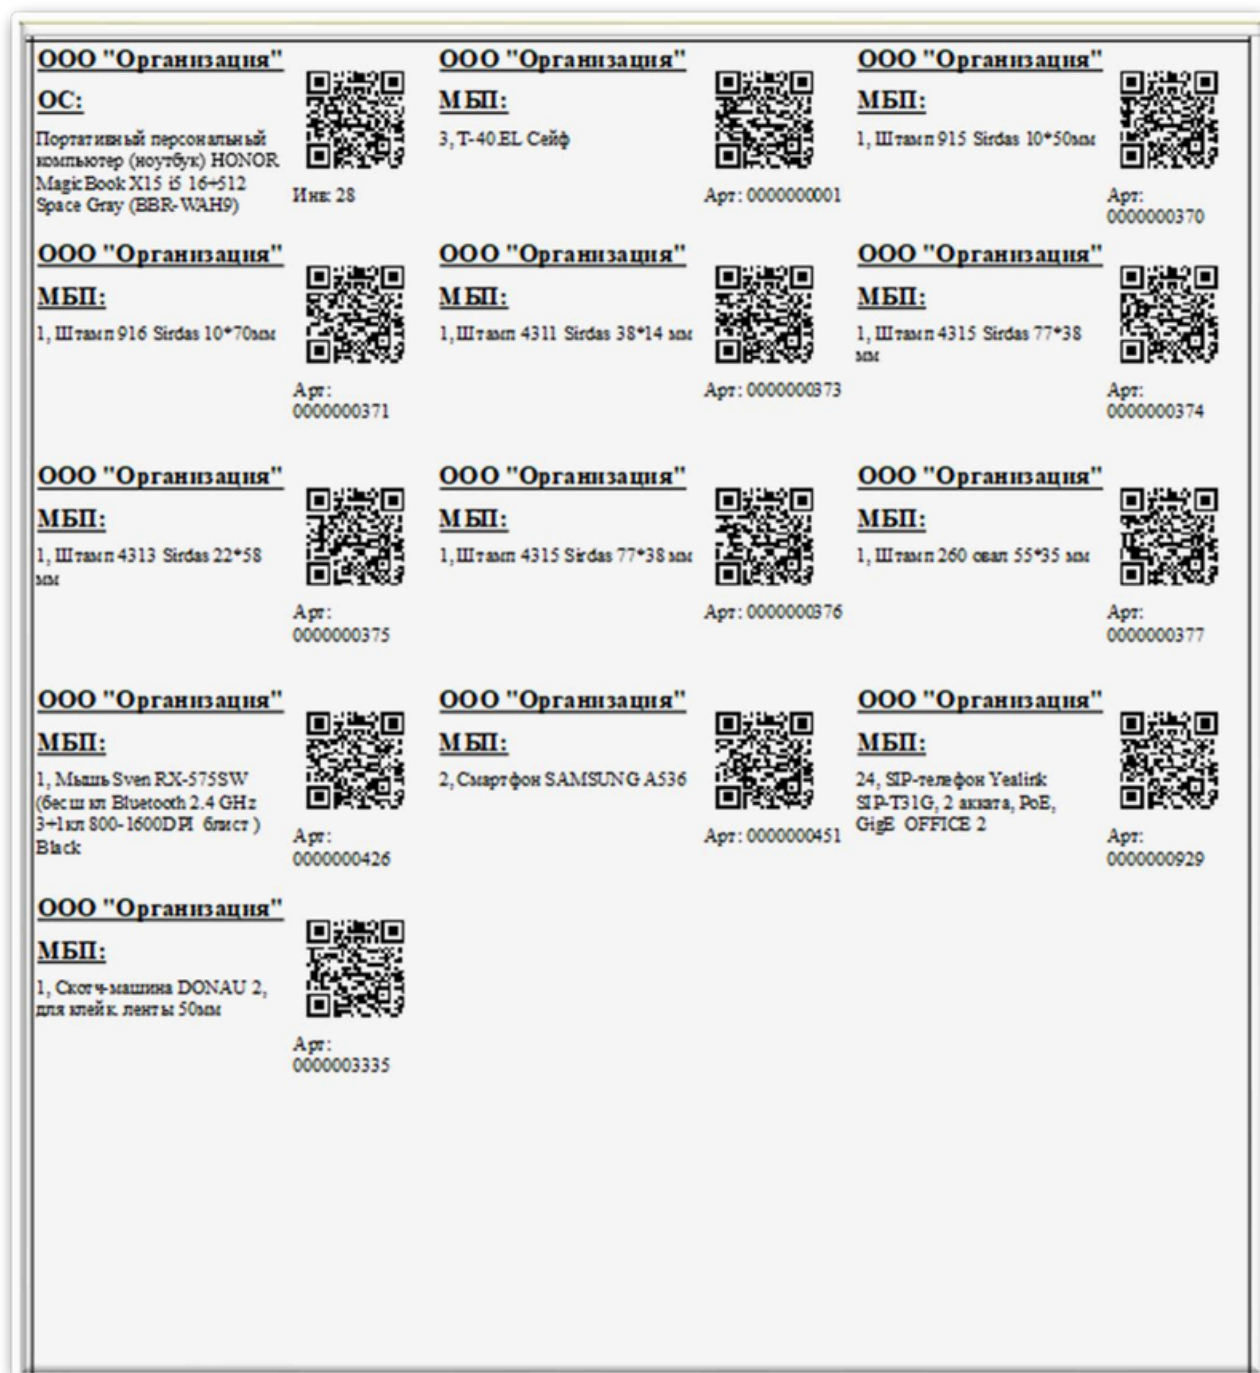 ООО "Организация"
ОС:
Портативный персональный
компьютер (ноутбук) HONOR
MagicBook X15 i5 16+512
Space Gray (BBR-WAH9)
Инв: 28
ООО "Организация"
МБП:
3, T-40.EL Сейф
Арт: 0000000001
ООО "Организация"
МБП:
1, Штамп 915 Sirdas 10*50мм
Арт:
0000000370
ООО "Организация"
МБП:
1, Штамп 916 Sirdas 10*70мм
Арт:
0000000371
ООО "Организация"
МБП:
1, Штамп 4311 Sirdas 38*14 мм
Арт: 0000000373
ООО "Организация"
МБП:
1, Штамп 4315 Sirdas 77*38
мм
Арт:
0000000374
ООО "Организация"
МБП:
1, Штамп 4313 Sirdas 22*58
мм
Арт:
0000000375
ООО "Организация"
МБП:
1, Штамп 4315 Sirdas 77*38 мм
Арт: 0000000376
ООО "Организация"
МБП:
1, Штамп 260 овал 55*35 мм
Арт:
0000000377
ООО "Организация"
МБП:
1, Мышь Sven RX-575SW
(бесш кл Bluetooth 2.4 GHz
3+1кл 800-1600DPI блист )
Black
Арт:
0000000426
ООО "Организация"
МБП:
2, Смартфон SAMSUNG A536
Арт: 0000000451
ООО "Организация"
МБП:
24, SIP-телефон Yealink
SIP-T31G, 2 акката, PoE,
GigE OFFICE 2
Арт:
0000000929
ООО "Организация"
МБП:
1, Скотч-машина DONAU 2,
для клейк. ленты 50мм
Арт:
0000003335